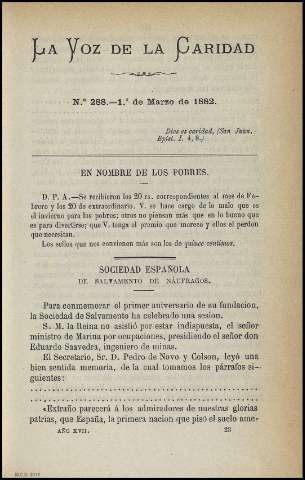 LA VOZ DE LA CARIDAD
N.º 288.—1.º de Marzo de 1882.
Dios es caridad, (San Juan,
Epíst. I, 4, 8.)
EN NOMBRE DE LOS POBRES.
D. P. A.—Se recibieron los 20 rs. correspondientes al mes de Fe-
brero y los 20 de extraordinario. V. se hace cargo de lo malo que es
el invierno para los pobres; otros no piensan más que en lo bueno que
es para divertirse; que V. tenga el premio que merece y ellos el perdon
que necesitan.
Los sellos que nos convienen más son los de quince céntimos.
SOCIEDAD ESPAÑOLA
DE SALVAMENTO DE NÁUFRAGOS.
Para conmemorar el primer universario de su fundacion,
la Sociedad de Salvamento ha celebrado una sesion.
S. M. la Reina no asistió por estar indispuesta, el señor
ministro de Marina por ocupaciones, presidiendo el señor don
Eduardo Saavedra, ingeniero de minas.
El Secretario, Sr. D. Pedro de Novo y Colson, leyó una
bien sentida memoria, de la cual tomamos los párrafos si-
guientes:
«Extraño parecerá á los admiradores de nuestras glorias
patrias, que España, la primera nacion que pisó el suelo ame-
AÑO XVII. 23